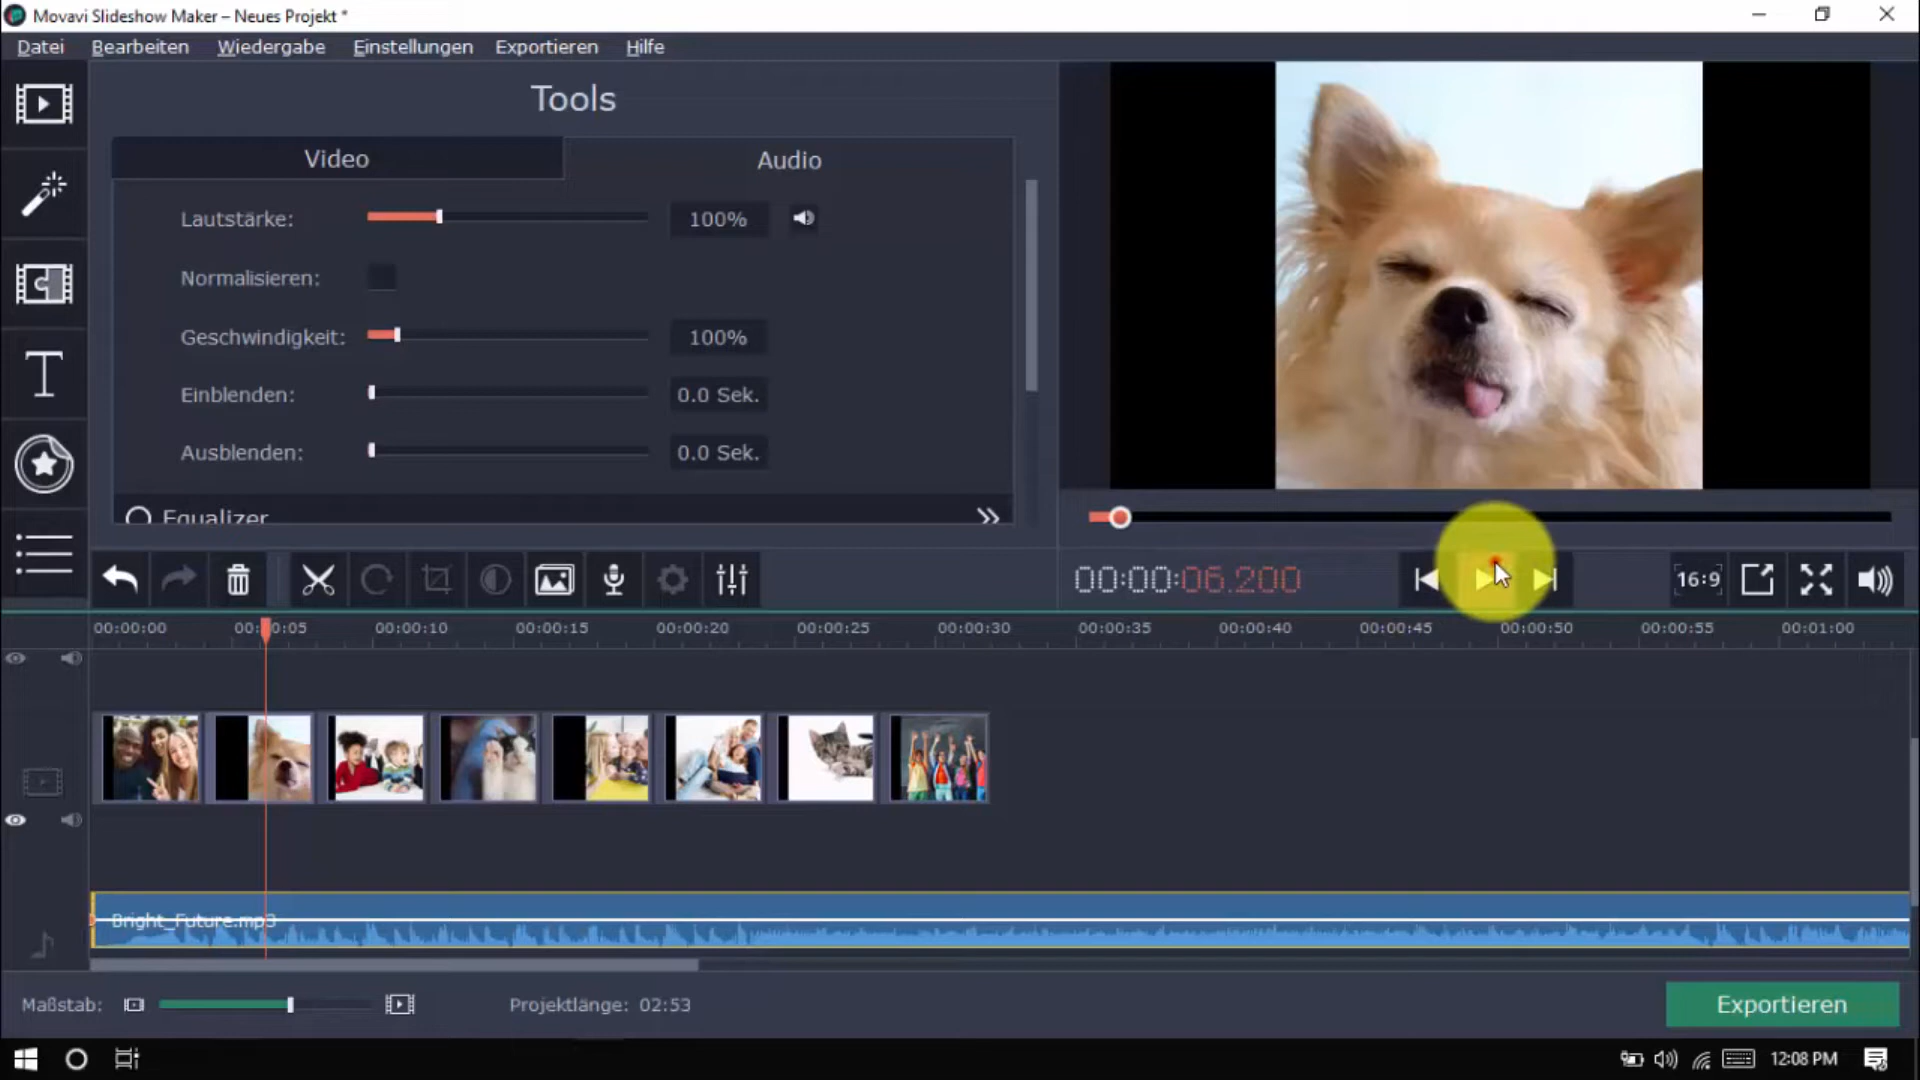 Movavi Slideshow Maker – Neues Projekt *
Datei Bearbeiten Wiedergabe Einstellungen Exportieren Hilfe
Tools
Video Audio
Lautstärke: 100%
Normalisieren:
Geschwindigkeit: 100%
Einblenden: 0.0 Sek.
Ausblenden: 0.0 Sek.
Equalizer
T
00:00:06.200
16:9
00:00:00 00:00:05 00:00:10 00:00:15 00:00:20 00:00:25 00:00:30 00:00:35 00:00:40 00:00:45 00:00:50 00:00:55 00:01:00
Bright_Future.mp3
Maßstab: Projektlänge: 02:53
Exportieren
12:08 PM